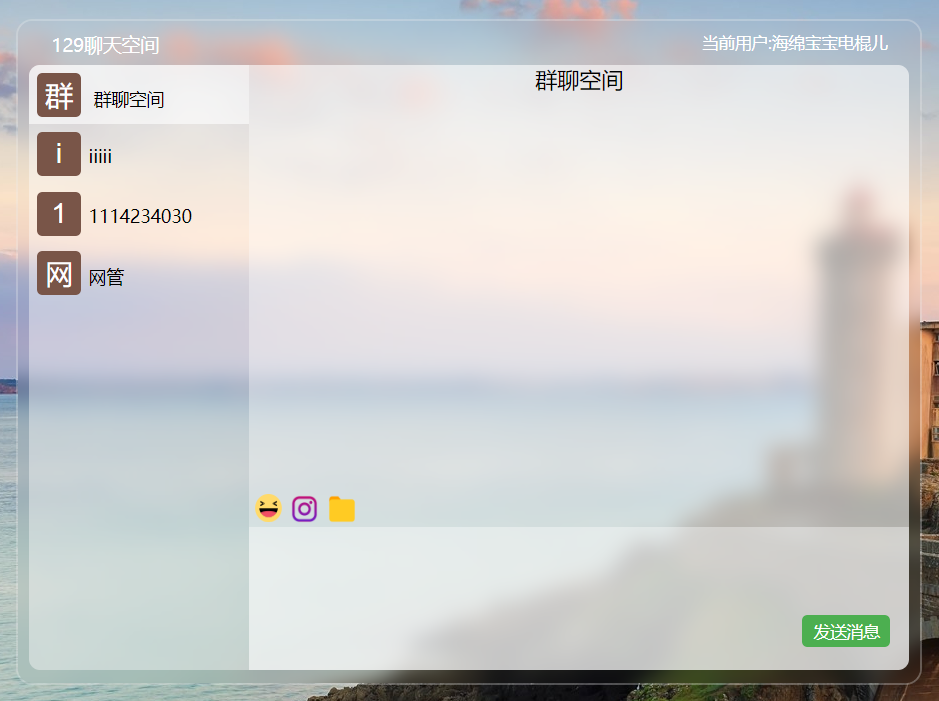 129聊天空间
当前用户:海绵宝宝电棍儿
群 群聊空间
群聊空间
i iiiii
1 1114234030
网 网管
发送消息